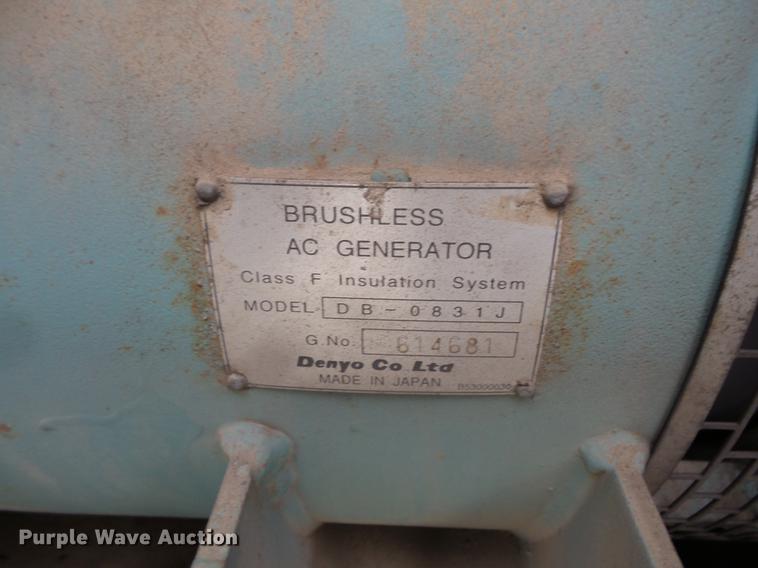 BRUSHLESS
AC GENERATOR
Class F Insulation System
MODEL DB-0831J
G.No. 614681
Denyo Co Ltd
MADE IN JAPAN B53000030
Purple Wave Auction